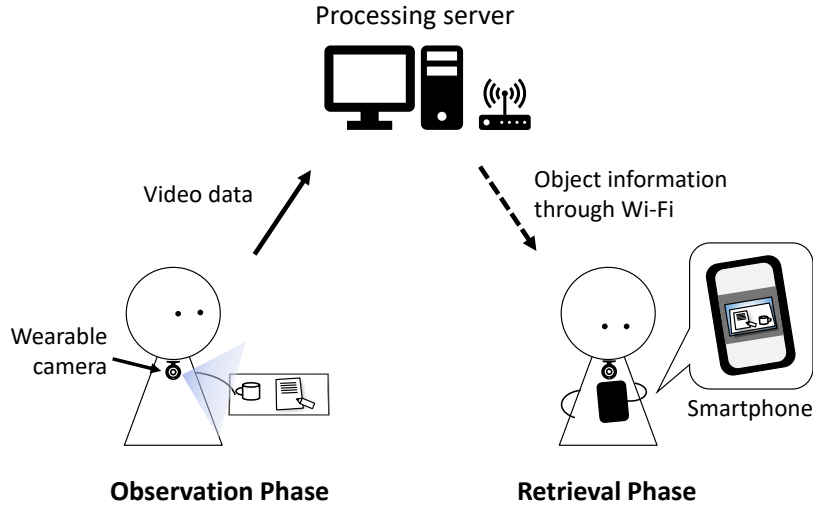 Processing server
Video data
Object information
through Wi-Fi
Wearable
camera
Smartphone
Observation Phase
Retrieval Phase